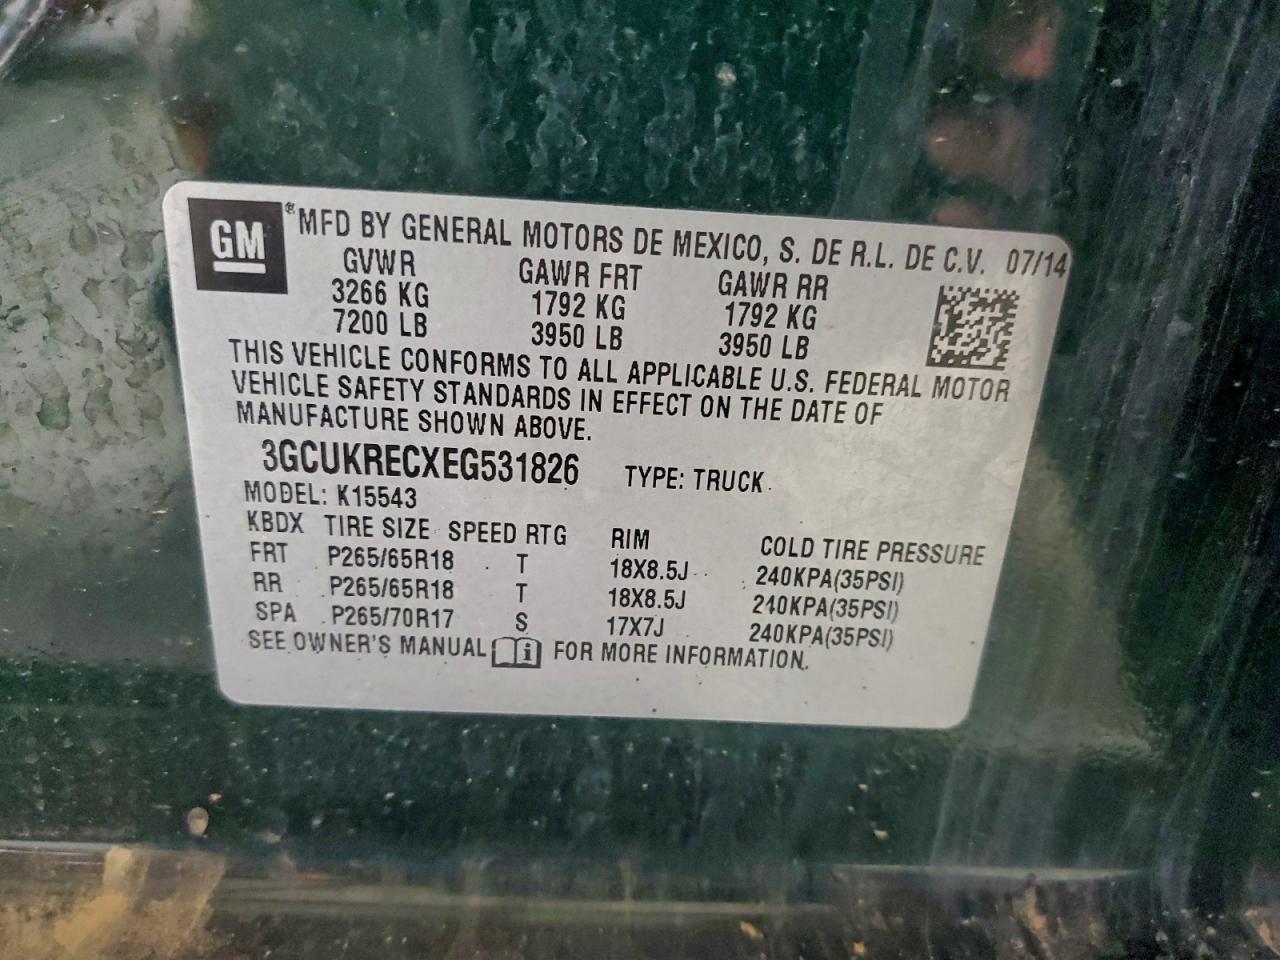 GM ® MFD BY GENERAL MOTORS DE MEXICO, S. DE R.L. DE C.V. 07/14
GVWR GAWR FRT GAWR RR
3266 KG 1792 KG 1792 KG
7200 LB 3950 LB 3950 LB
THIS VEHICLE CONFORMS TO ALL APPLICABLE U.S. FEDERAL MOTOR
VEHICLE SAFETY STANDARDS IN EFFECT ON THE DATE OF
MANUFACTURE SHOWN ABOVE.
3GCUKRECXEG531826 TYPE: TRUCK
MODEL: K15543
KBDX TIRE SIZE SPEED RTG RIM COLD TIRE PRESSURE
FRT P265/65R18 T 18X8.5J 240KPA(35PSI)
RR P265/65R18 T 18X8.5J 240KPA(35PSI)
SPA P265/70R17 S 17X7J 240KPA(35PSI)
SEE OWNER'S MANUAL i FOR MORE INFORMATION.